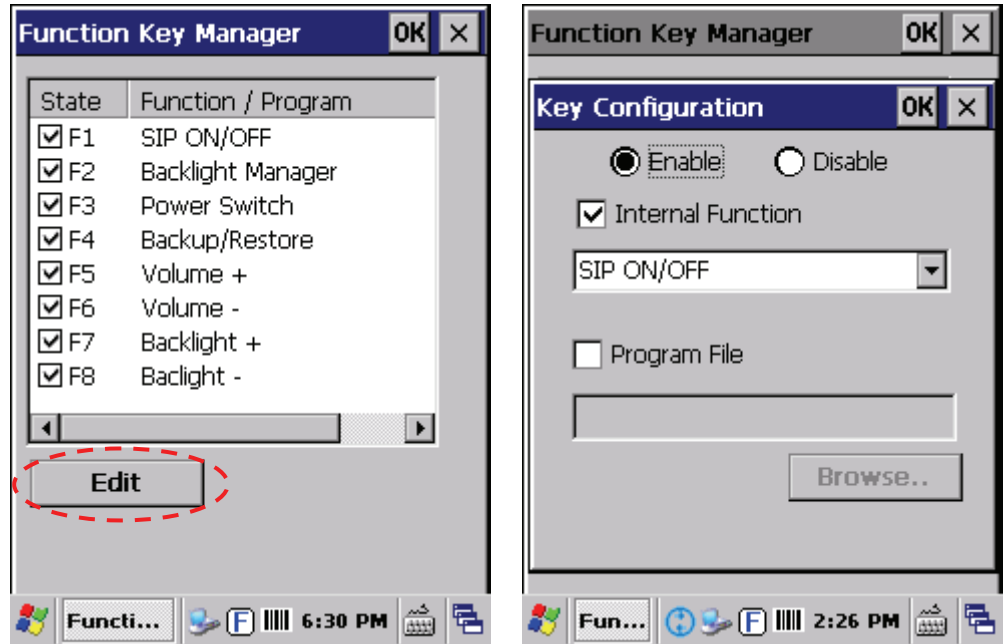 Function Key Manager OK
State Function / Program
F1 SIP ON/OFF
F2 Backlight Manager
F3 Power Switch
F4 Backup/Restore
F5 Volume +
F6 Volume -
F7 Backlight +
F8 Baclight -
Edit
Functi... F 6:30 PM
Function Key Manager OK
Key Configuration OK
Enable Disable
Internal Function
SIP ON/OFF
Program File
Browse..
Fun... F 2:26 PM